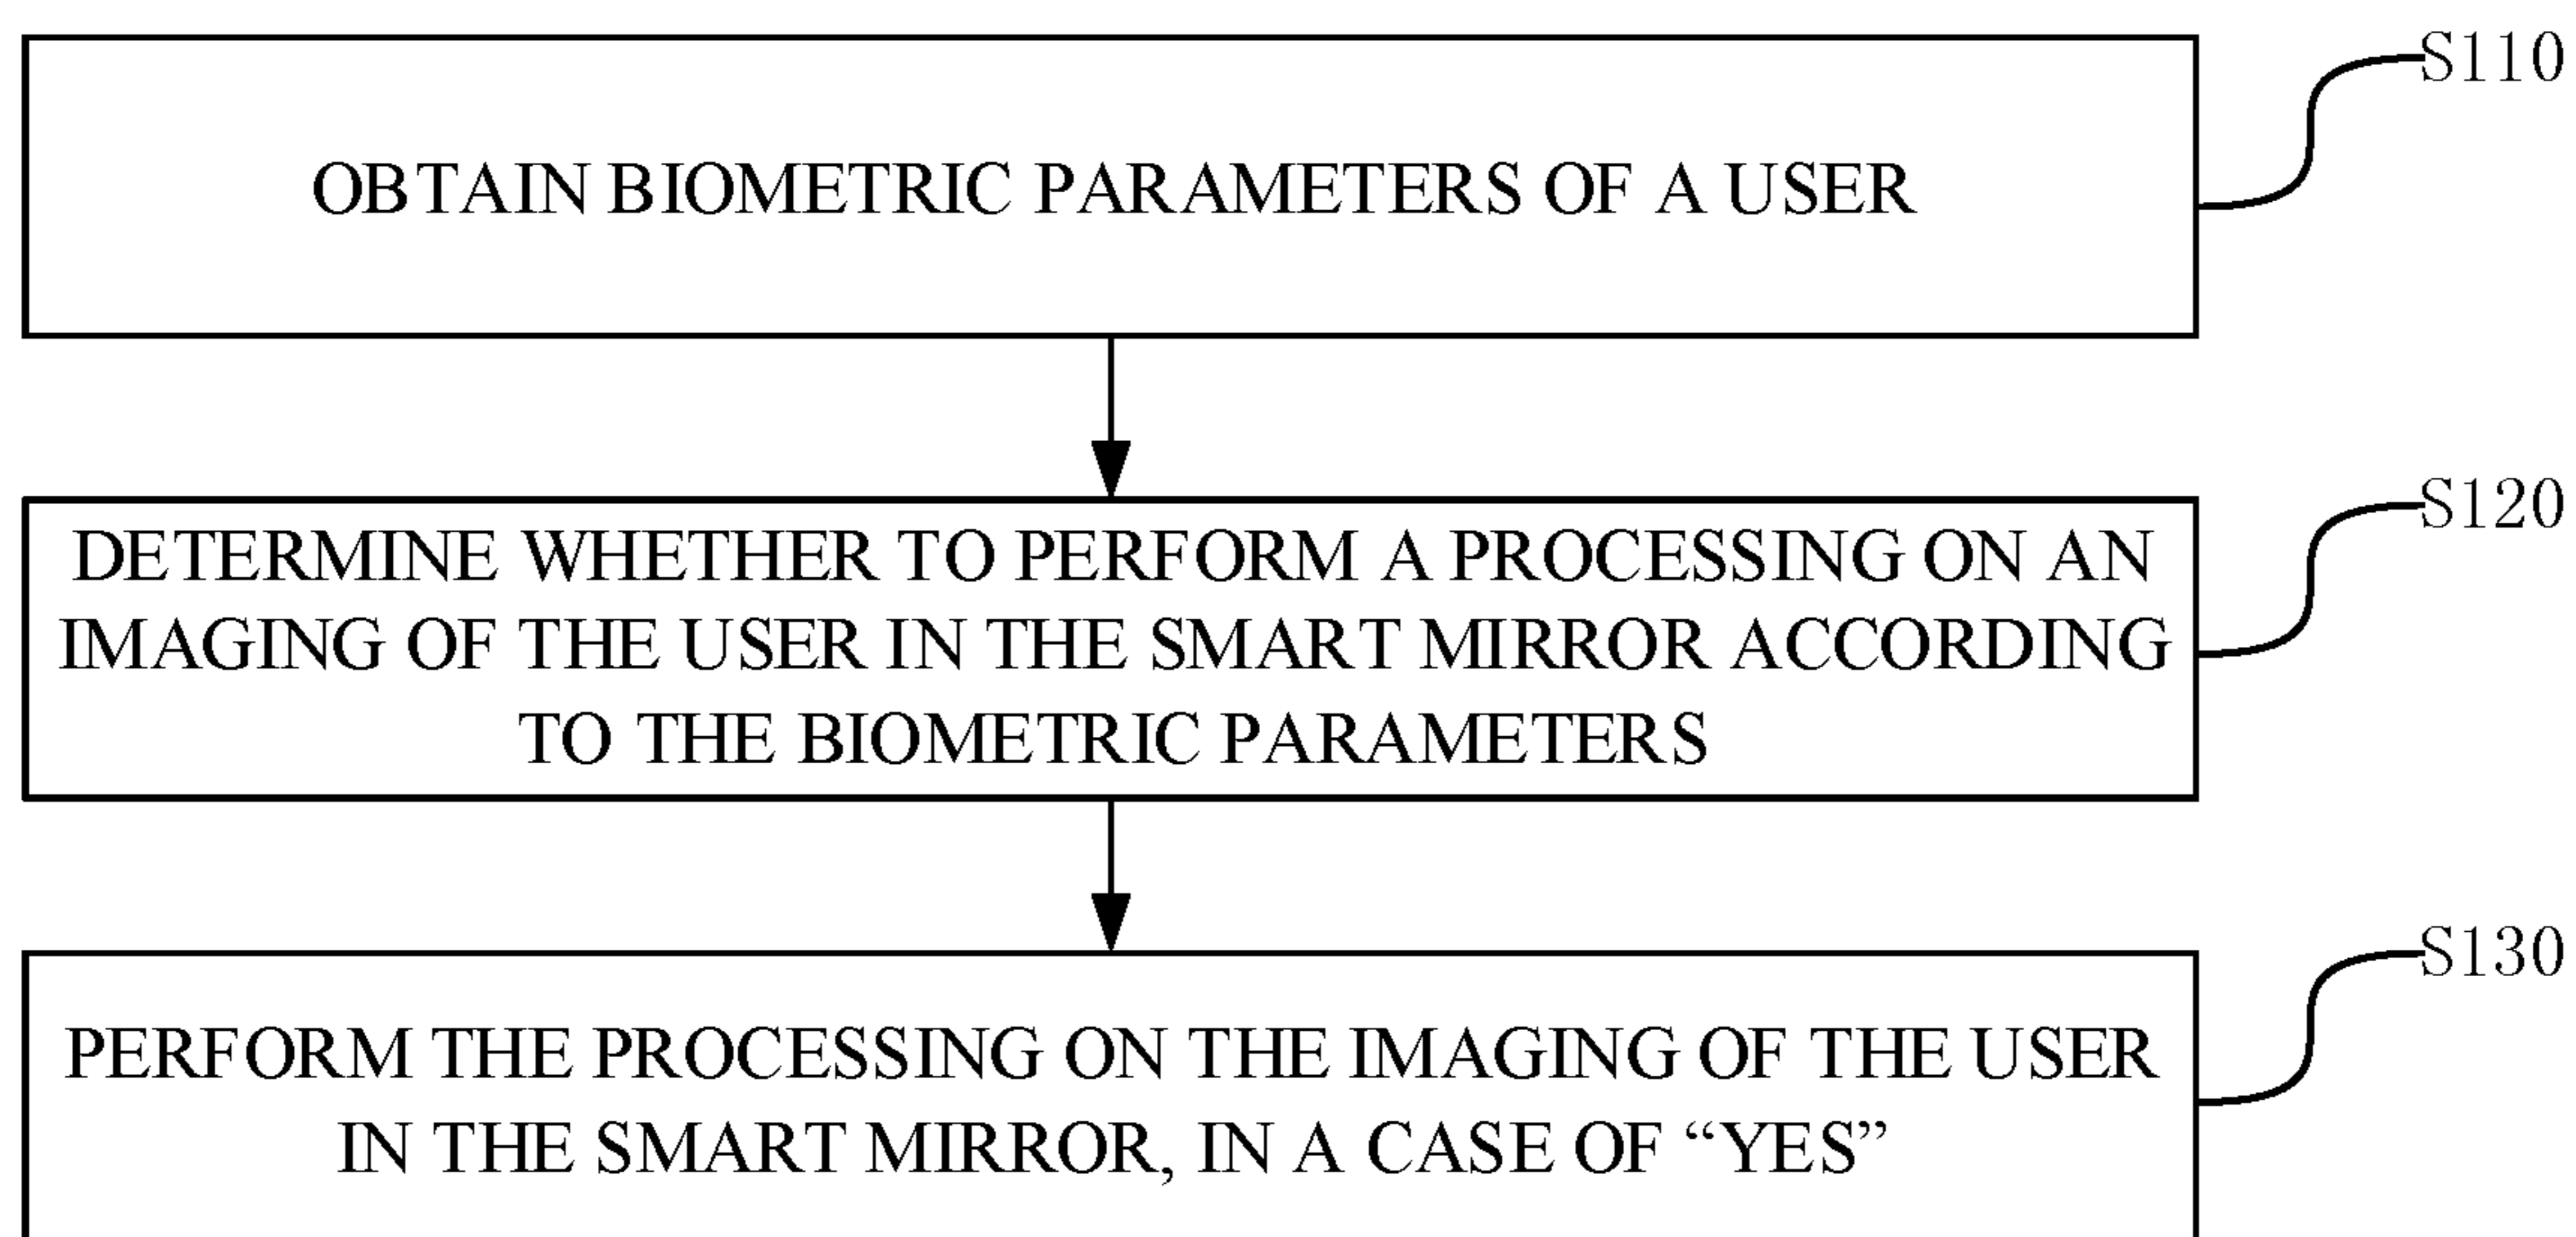 S110
OBTAIN BIOMETRIC PARAMETERS OF A USER
S120
DETERMINE WHETHER TO PERFORM A PROCESSING ON AN
IMAGING OF THE USER IN THE SMART MIRROR ACCORDING
TO THE BIOMETRIC PARAMETERS
S130
PERFORM THE PROCESSING ON THE IMAGING OF THE USER
IN THE SMART MIRROR, IN A CASE OF “YES”